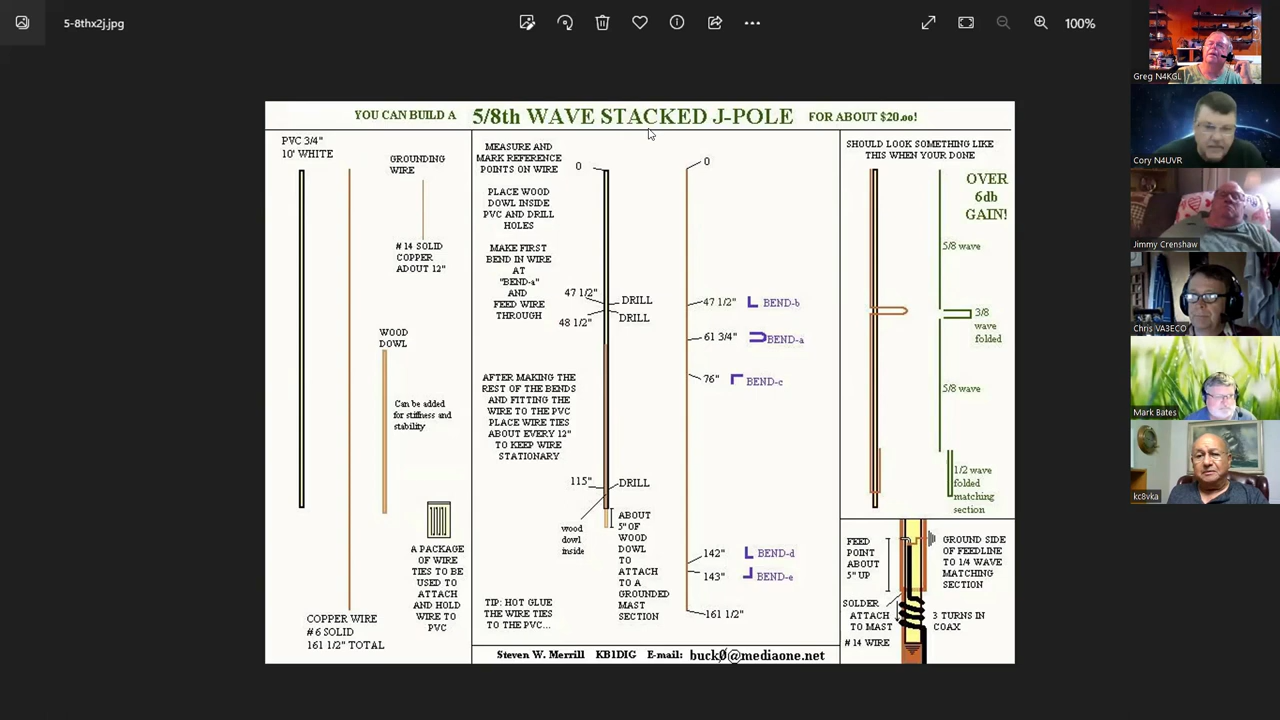 5-8thx2j.jpg
100%
YOU CAN BUILD A 5/8th WAVE STACKED J-POLE FOR ABOUT $20.oo!
PVC 3/4"
10' WHITE
GROUNDING
WIRE
# 14 SOLID
COPPER
ADOUT 12"
WOOD
DOWL
Can be added
for stiffness and
stability
A PACKAGE
OF WIRE
TIES TO BE
USED TO
ATTACH
AND HOLD
WIRE TO
PVC
COPPER WIRE
# 6 SOLID
161 1/2" TOTAL
MEASURE AND
MARK REFERENCE
POINTS ON WIRE
PLACE WOOD
DOWL INSIDE
PVC AND DRILL
HOLES
MAKE FIRST
BEND IN WIRE
AT
"BEND-a"
AND
FEED WIRE
THROUGH
AFTER MAKING THE
REST OF THE BENDS
AND FITTING THE
WIRE TO THE PVC
PLACE WIRE TIES
ABOUT EVERY 12"
TO KEEP WIRE
STATIONARY
TIP: HOT GLUE
THE WIRE TIES
TO THE PVC...
0
47 1/2"
DRILL
48 1/2"
DRILL
115"
DRILL
wood
dowl
inside
ABOUT
5" OF
WOOD
DOWL
TO
ATTACH
TO A
GROUNDED
MAST
SECTION
0
47 1/2" BEND-b
61 3/4" BEND-a
76" BEND-c
142" BEND-d
143" BEND-e
161 1/2"
Steven W. Merrill KB1DIG E-mail: buck0@mediaone.net
SHOULD LOOK SOMETHING LIKE
THIS WHEN YOUR DONE
OVER
6db
GAIN!
5/8 wave
3/8
wave
folded
5/8 wave
1/2 wave
folded
matching
section
FEED
POINT
ABOUT
5" UP
GROUND SIDE
OF FEEDLINE
TO 1/4 WAVE
MATCHING
SECTION
SOLDER
ATTACH
TO MAST
# 14 WIRE
3 TURNS IN
COAX
Greg N4KGL
Cory N4UVR
Jimmy Crenshaw
Chris VA3ECO
Mark Bates
kc8vka